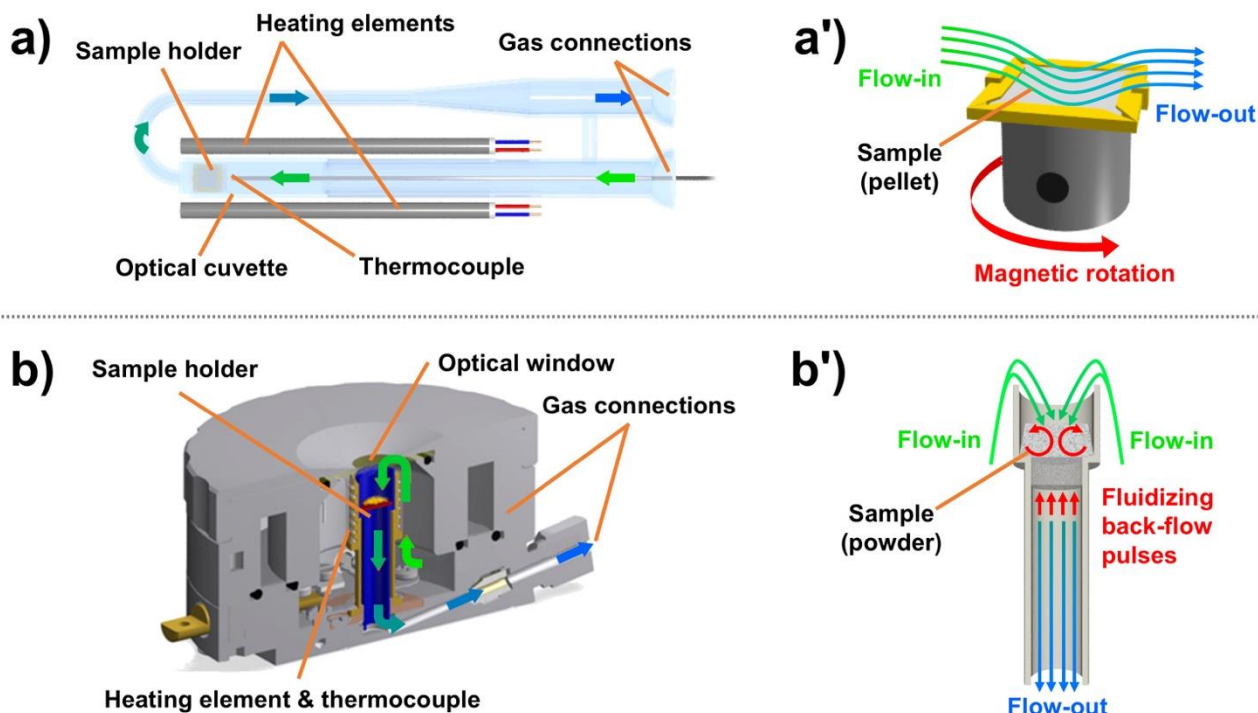 a)
Heating elements
Sample holder
Gas connections
Optical cuvette
Thermocouple
a')
Flow-in
Flow-out
Sample
(pellet)
Magnetic rotation
b)
Optical window
Sample holder
Gas connections
Heating element & thermocouple
b')
Flow-in
Flow-in
Sample
(powder)
Fluidizing
back-flow
pulses
Flow-out